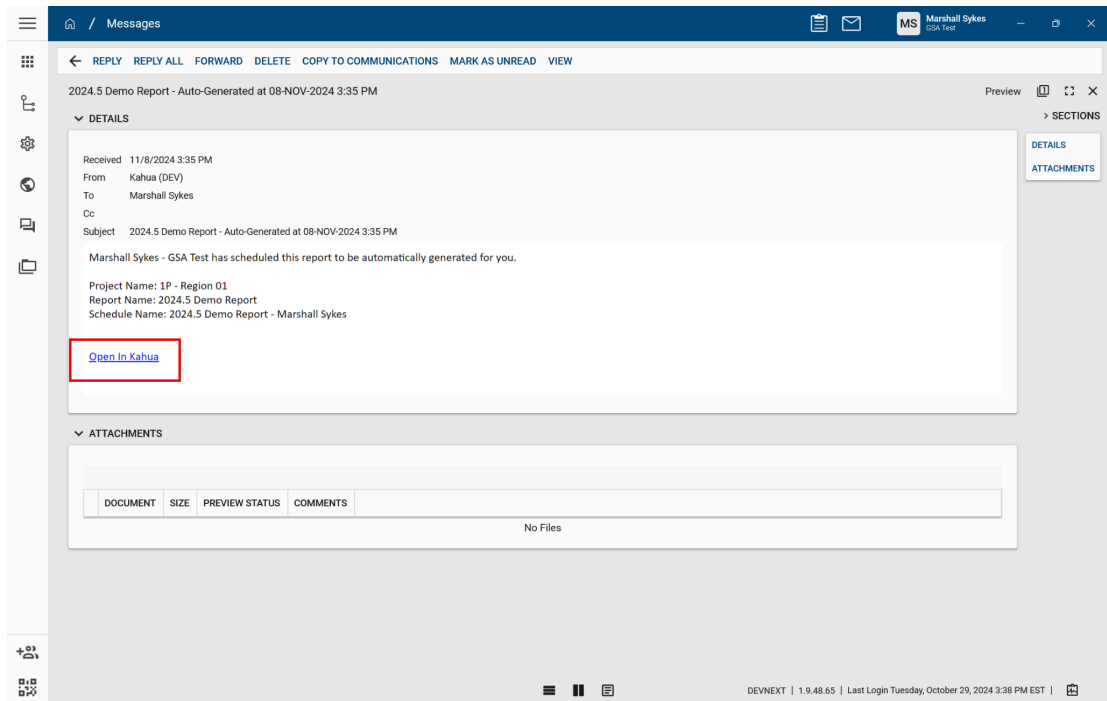 / Messages
MS Marshall Sykes
GSA Test
REPLY REPLY ALL FORWARD DELETE COPY TO COMMUNICATIONS MARK AS UNREAD VIEW
2024.5 Demo Report - Auto-Generated at 08-NOV-2024 3:35 PM
Preview
DETAILS
SECTIONS
DETAILS
ATTACHMENTS
Received 11/8/2024 3:35 PM
From Kahua (DEV)
To Marshall Sykes
Cc
Subject 2024.5 Demo Report - Auto-Generated at 08-NOV-2024 3:35 PM
Marshall Sykes - GSA Test has scheduled this report to be automatically generated for you.
Project Name: 1P - Region 01
Report Name: 2024.5 Demo Report
Schedule Name: 2024.5 Demo Report - Marshall Sykes
Open In Kahua
ATTACHMENTS
DOCUMENT SIZE PREVIEW STATUS COMMENTS
No Files
DEVNEXT | 1.9.48.65 | Last Login Tuesday, October 29, 2024 3:38 PM EST |